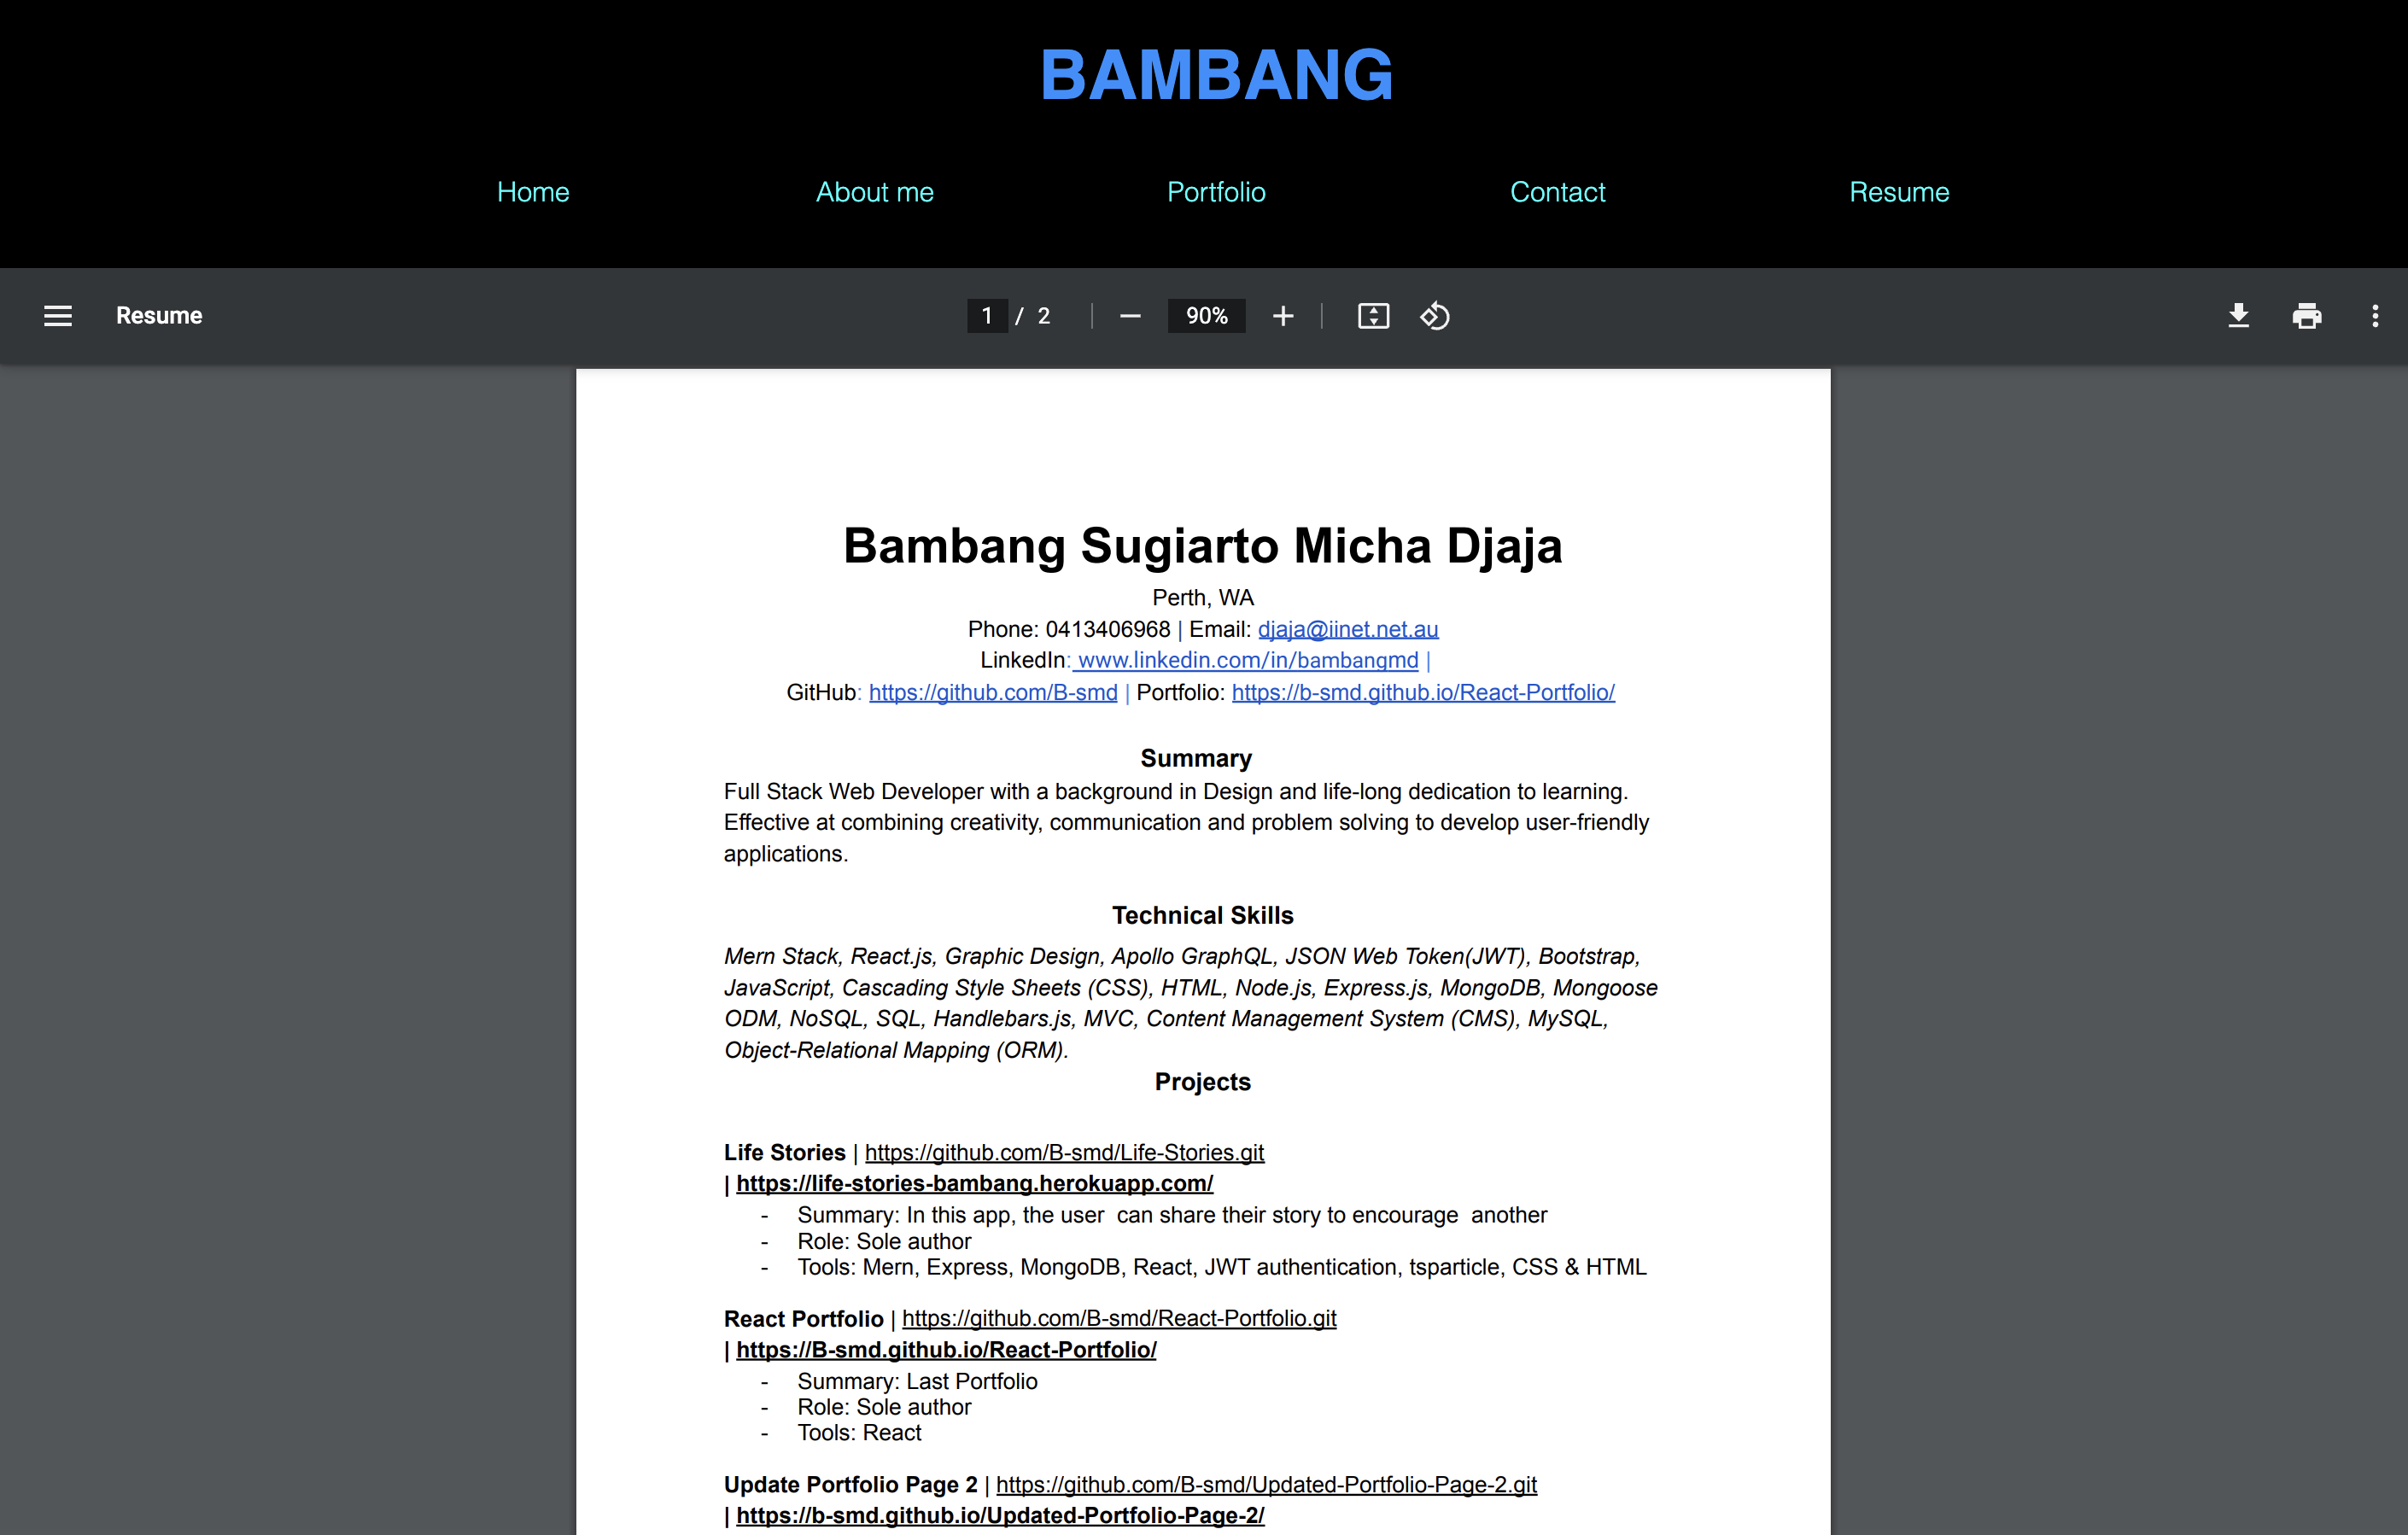 BAMBANG
Home About me Portfolio Contact Resume
Resume 1 / 2 90%
Bambang Sugiarto Micha Djaja
Perth, WA
Phone: 0413406968 | Email: djaja@iinet.net.au
LinkedIn: www.linkedin.com/in/bambangmd |
GitHub: https://github.com/B-smd | Portfolio: https://b-smd.github.io/React-Portfolio/
Summary
Full Stack Web Developer with a background in Design and life-long dedication to learning.
Effective at combining creativity, communication and problem solving to develop user-friendly
applications.
Technical Skills
Mern Stack, React.js, Graphic Design, Apollo GraphQL, JSON Web Token(JWT), Bootstrap,
JavaScript, Cascading Style Sheets (CSS), HTML, Node.js, Express.js, MongoDB, Mongoose
ODM, NoSQL, SQL, Handlebars.js, MVC, Content Management System (CMS), MySQL,
Object-Relational Mapping (ORM).
Projects
Life Stories | https://github.com/B-smd/Life-Stories.git
| https://life-stories-bambang.herokuapp.com/
- Summary: In this app, the user  can share their story to encourage  another
- Role: Sole author
- Tools: Mern, Express, MongoDB, React, JWT authentication, tsparticle, CSS & HTML
React Portfolio | https://github.com/B-smd/React-Portfolio.git
| https://B-smd.github.io/React-Portfolio/
- Summary: Last Portfolio
- Role: Sole author
- Tools: React
Update Portfolio Page 2 | https://github.com/B-smd/Updated-Portfolio-Page-2.git
| https://b-smd.github.io/Updated-Portfolio-Page-2/